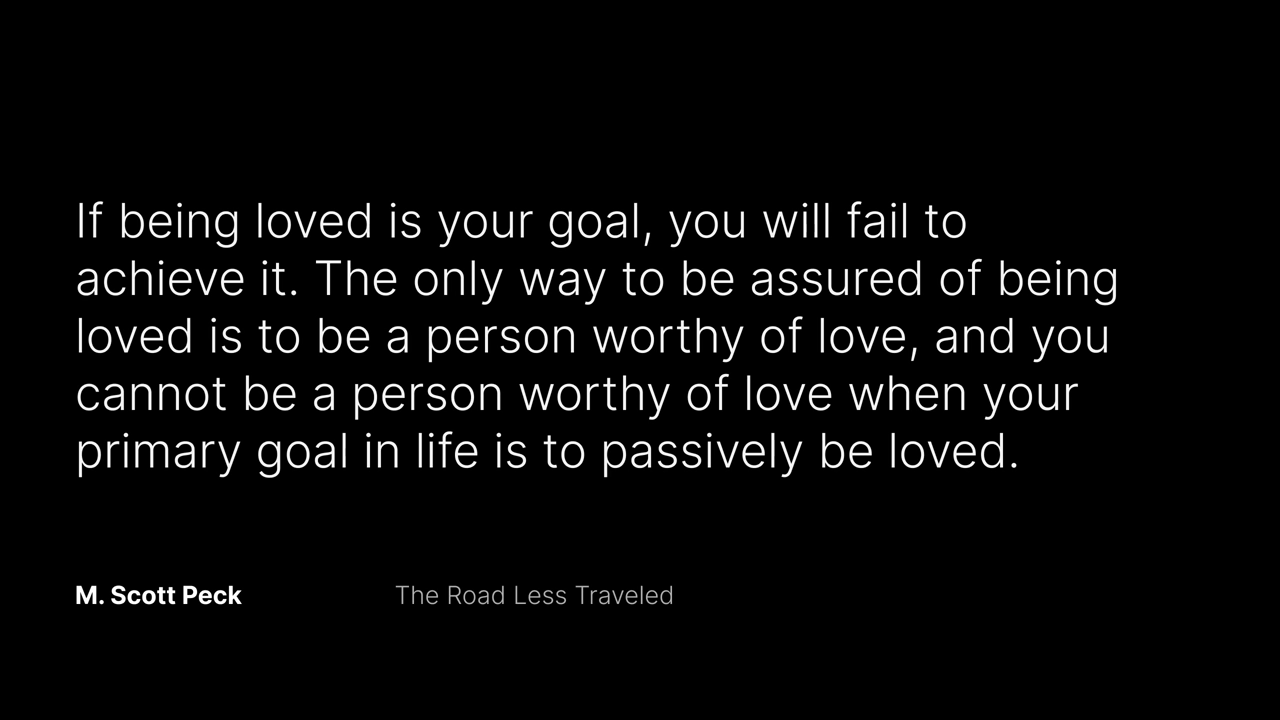 If being loved is your goal, you will fail to
achieve it. The only way to be assured of being
loved is to be a person worthy of love, and you
cannot be a person worthy of love when your
primary goal in life is to passively be loved.
M. Scott Peck
The Road Less Traveled